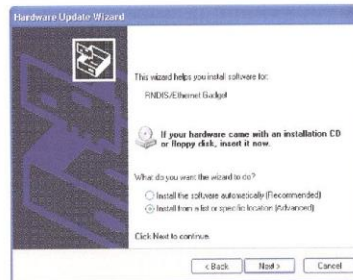 Hardware Update Wizard
This wizard helps you install software for:
RNDIS/Ethernet Gadget
If your hardware came with an installation CD
or floppy disk, insert it now.
What do you want the wizard to do?
Install the software automatically (Recommended)
Install from a list or specific location (Advanced)
Click Next to continue.
< Back
Next >
Cancel